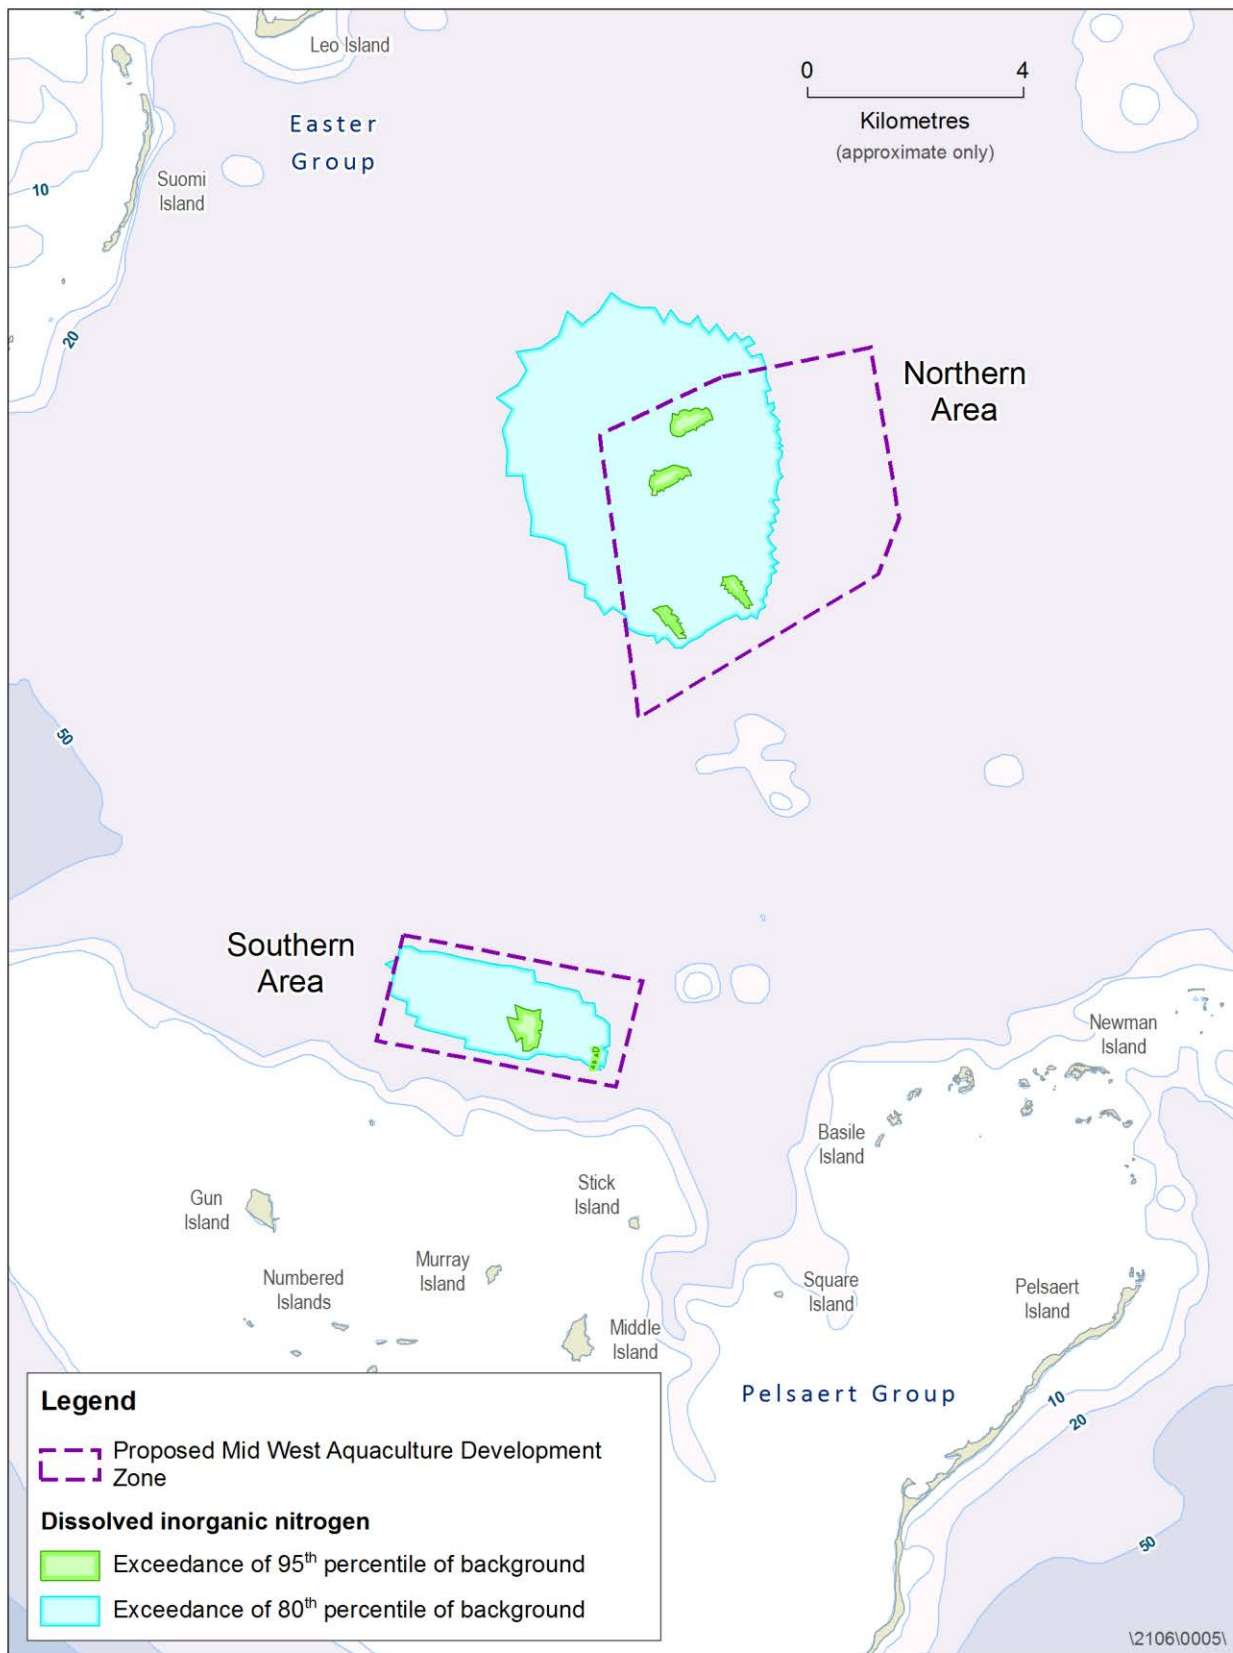 Leo Island
0 4
Kilometres
(approximate only)
Easter
Group
10
Suomi
Island
20
Northern
Area
50
Southern
Area
Newman
Island
Basile
Island
Gun
Island
Stick
Island
Murray
Island
Numbered
Islands
Square
Island
Pelsaert
Island
Middle
Island
Pelsaert Group
10
20
50
Legend
Proposed Mid West Aquaculture Development
Zone
Dissolved inorganic nitrogen
Exceedance of 95th percentile of background
Exceedance of 80th percentile of background
\2106\0005\